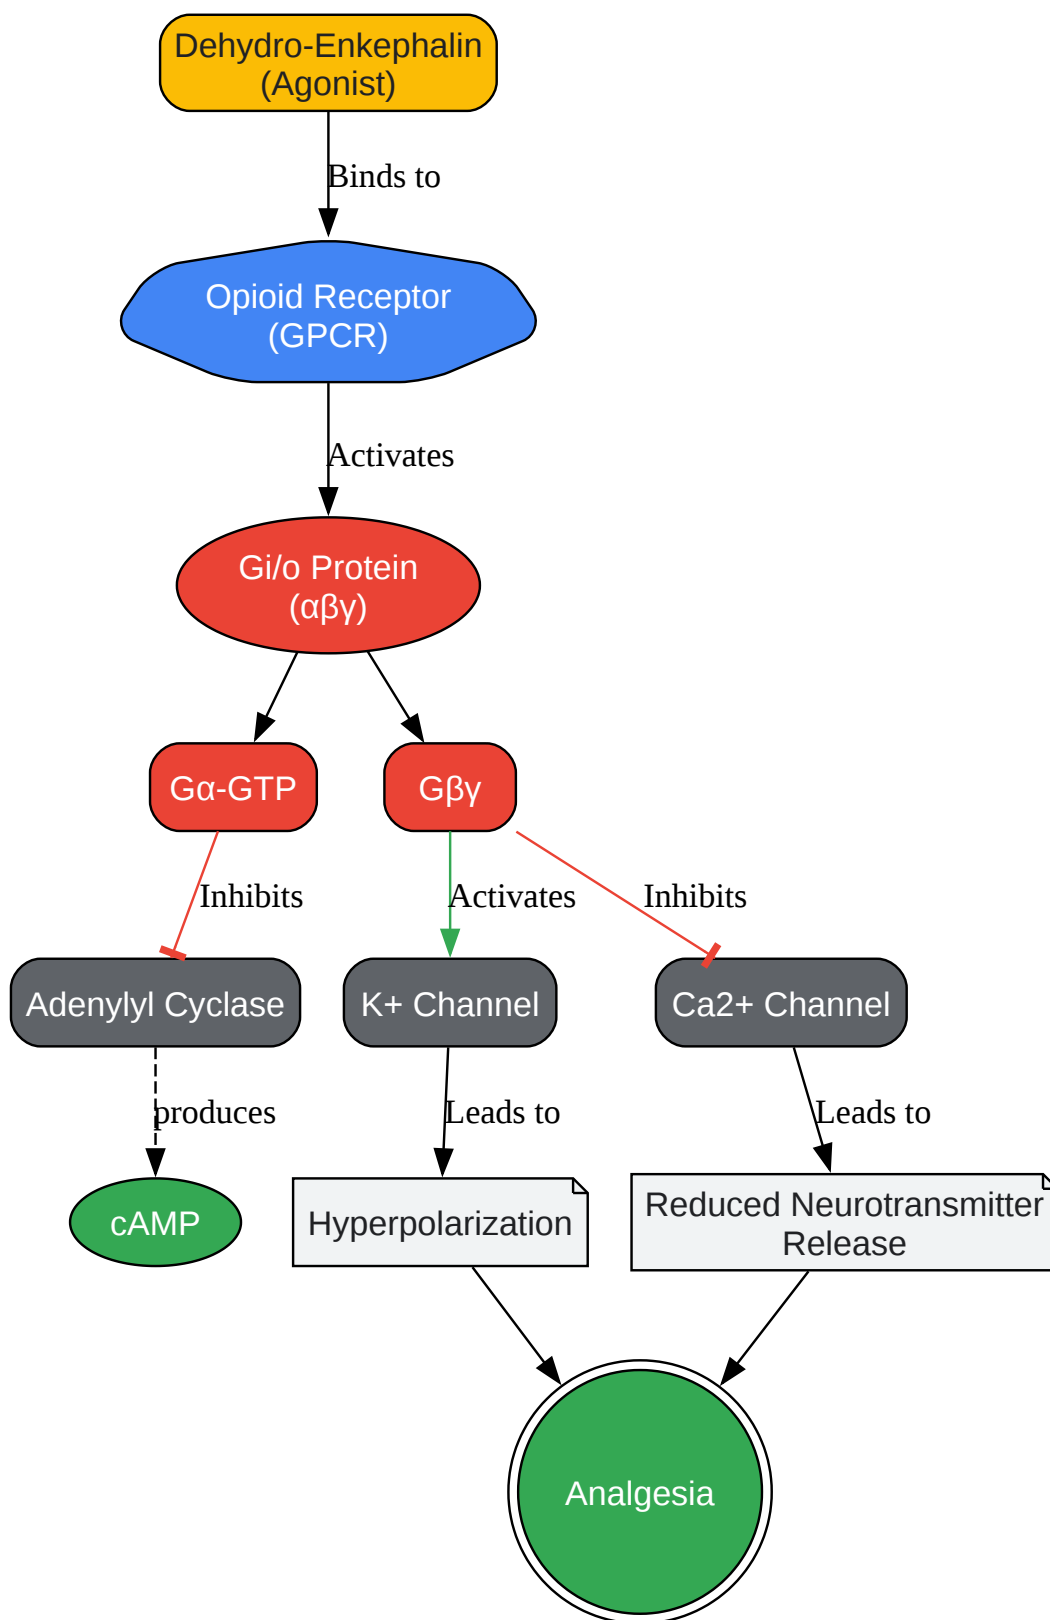 Dehydro-Enkephalin
(Agonist)
Binds to
Opioid Receptor
(GPCR)
Activates
Gi/o Protein
(αβγ)
Gα-GTP
Gβγ
Inhibits
Activates
Inhibits
Adenylyl Cyclase
K+ Channel
Ca2+ Channel
produces
Leads to
Leads to
cAMP
Hyperpolarization
Reduced Neurotransmitter
Release
Analgesia